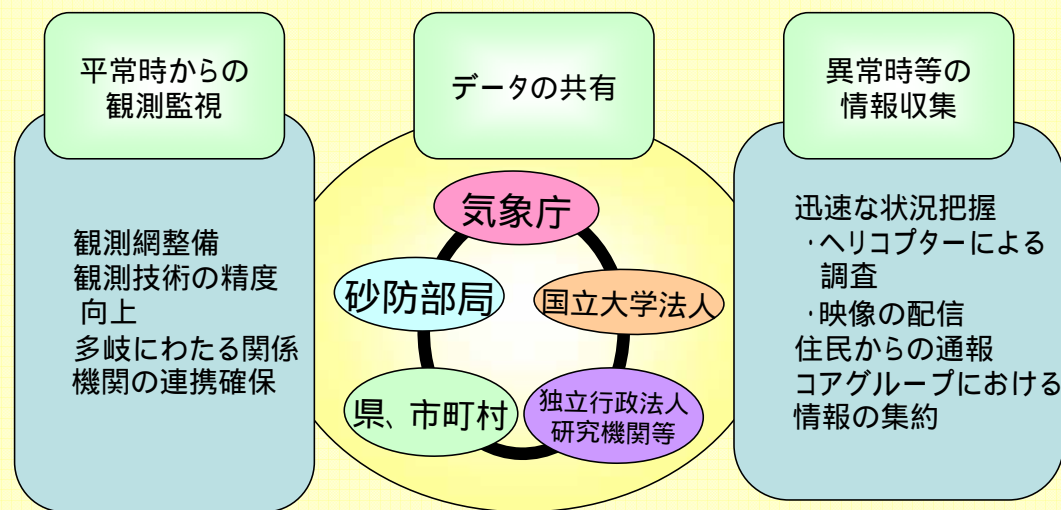 平常時からの
観測監視
観測網整備
観測技術の精度
向上
多岐にわたる関係
機関の連携確保
データの共有
気象庁
砂防部局
国立大学法人
県、市町村
独立行政法人
研究機関等
異常時等の
情報収集
迅速な状況把握
・ヘリコプターによる
調査
・映像の配信
住民からの通報
コアグループにおける
情報の集約